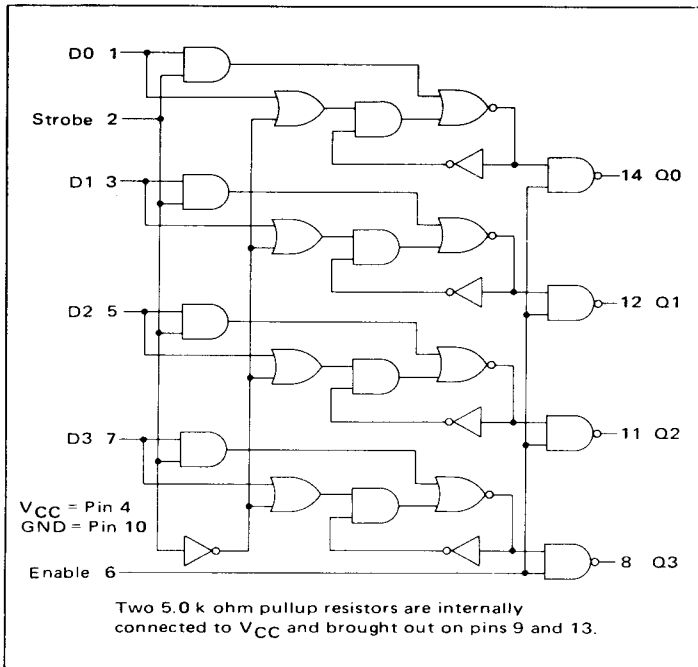 D0 1
Strobe 2
14 Q0
D1 3
12 Q1
D2 5
11 Q2
D3 7
VCC = Pin 4
GND = Pin 10
8 Q3
Enable 6
Two 5.0 k ohm pullup resistors are internally
connected to VCC and brought out on pins 9 and 13.